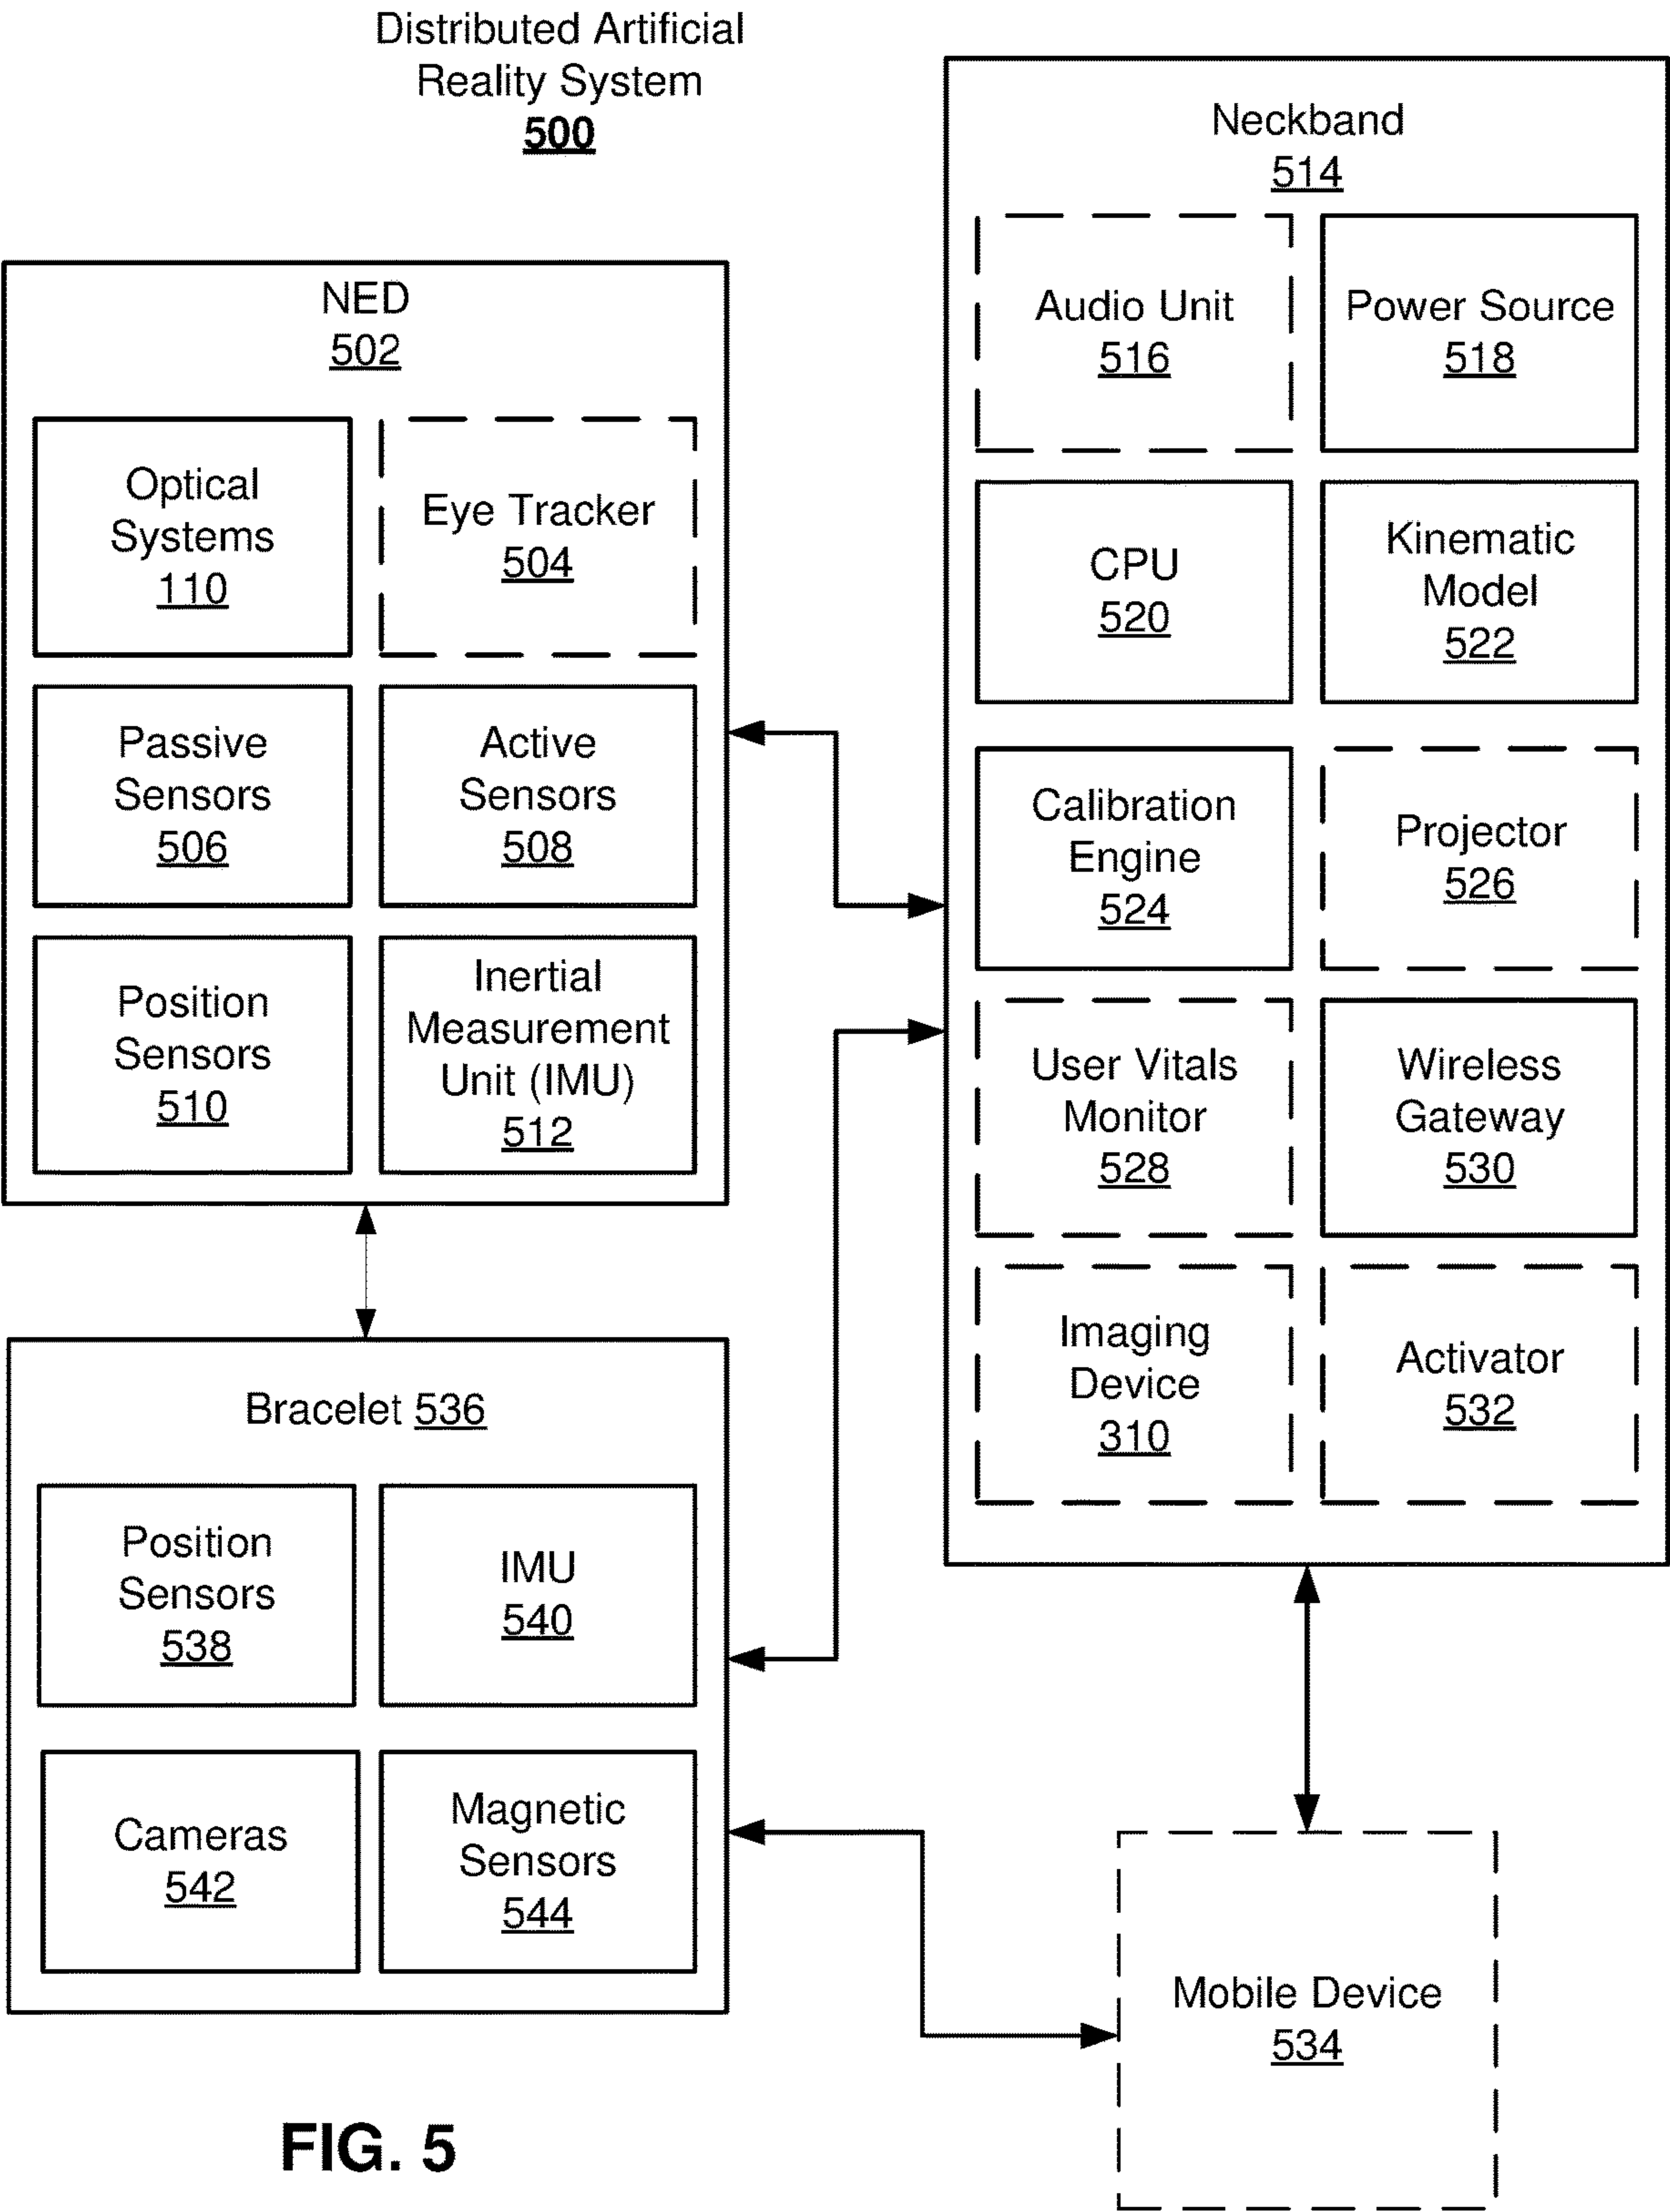 Distributed Artificial
Reality System
500
NED
502
Optical
Systems
110
Eye Tracker
504
Passive
Sensors
506
Active
Sensors
508
Position
Sensors
510
Inertial
Measurement
Unit (IMU)
512
Bracelet 536
Position
Sensors
538
IMU
540
Cameras
542
Magnetic
Sensors
544
Neckband
514
Audio Unit
516
Power Source
518
CPU
520
Kinematic
Model
522
Calibration
Engine
524
Projector
526
User Vitals
Monitor
528
Wireless
Gateway
530
Imaging
Device
310
Activator
532
Mobile Device
534
FIG. 5